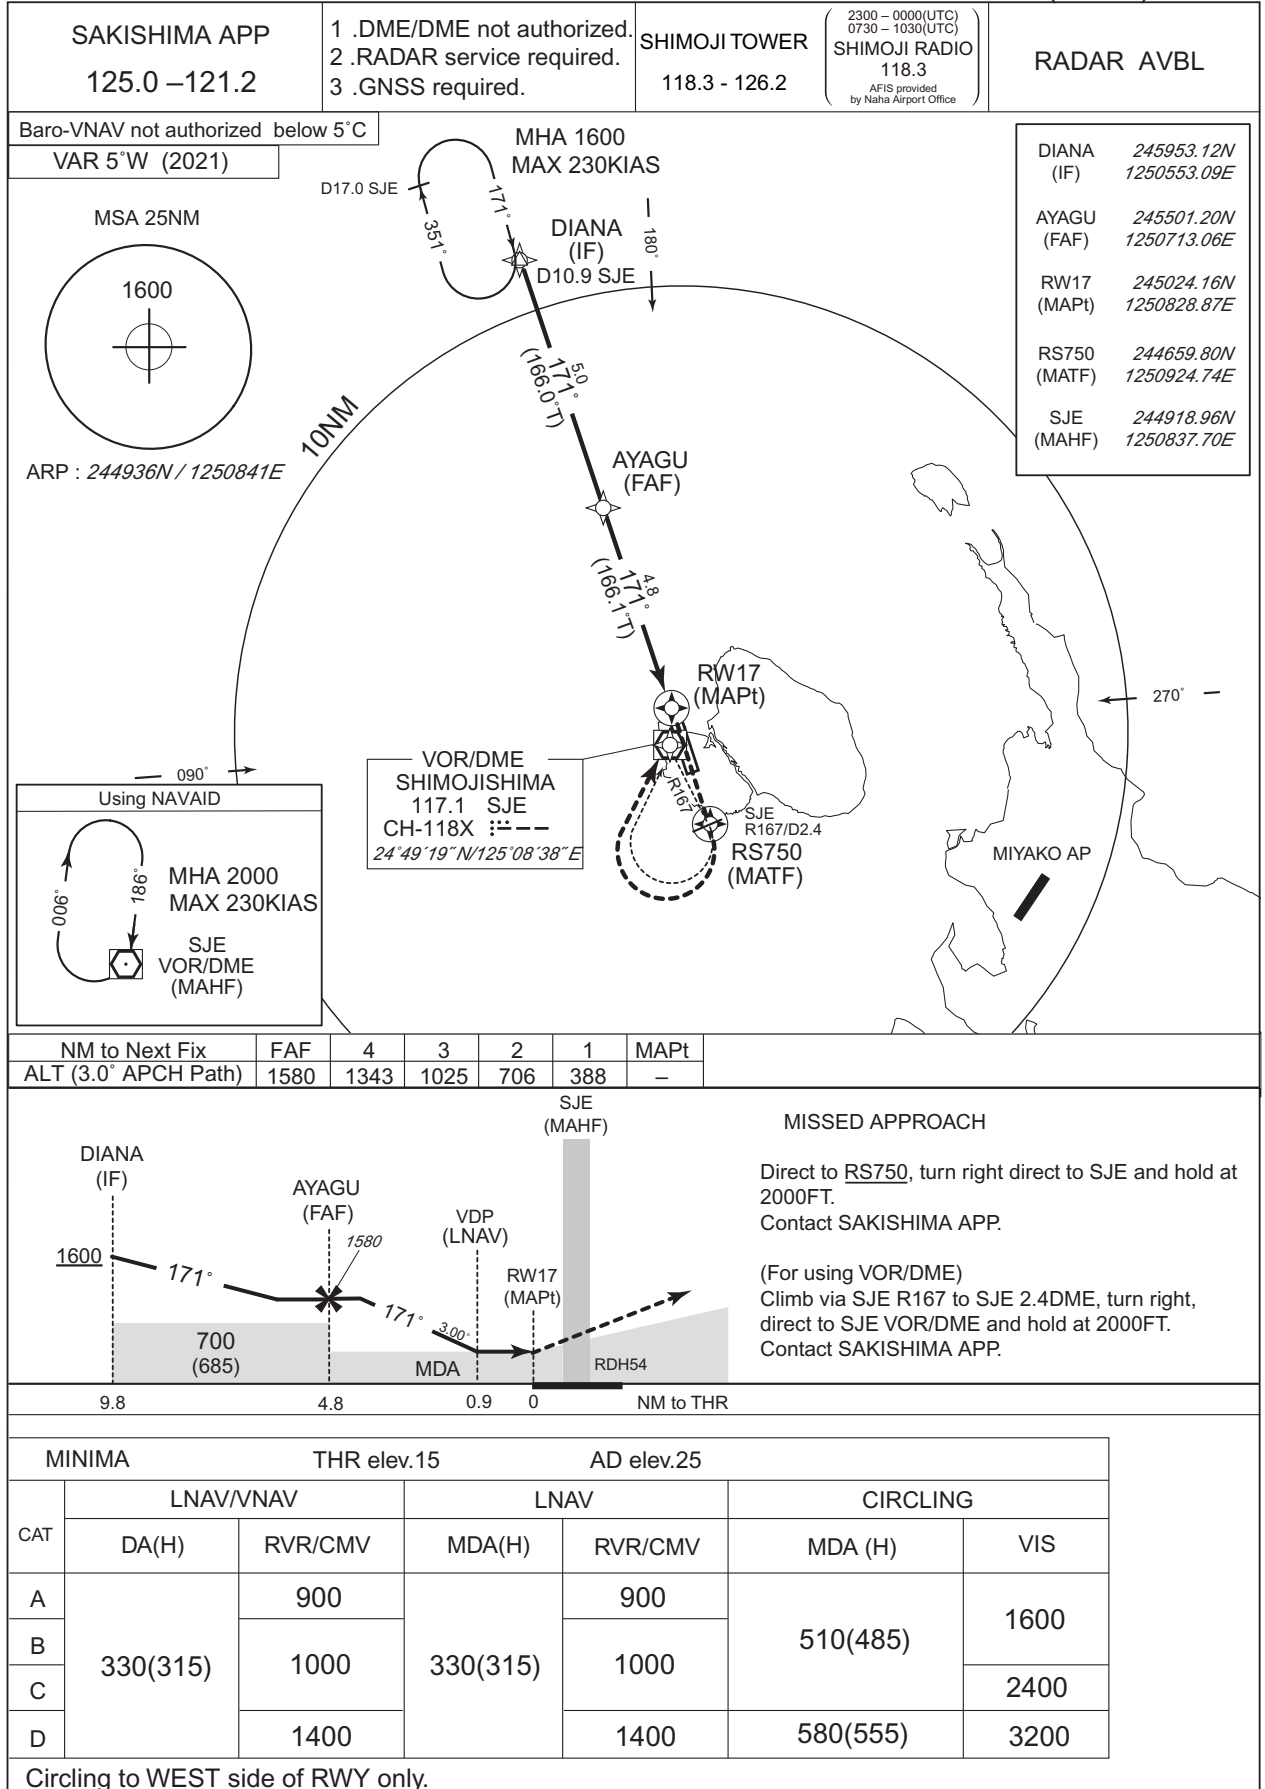 SAKISHIMA APP
125.0 –121.2
1 .DME/DME not authorized.
2 .RADAR service required.
3 .GNSS required.
SHIMOJI TOWER
118.3 - 126.2
2300 – 0000(UTC)
0730 – 1030(UTC)
SHIMOJI RADIO
118.3
AFIS provided
by Naha Airport Office
RADAR AVBL
Baro-VNAV not authorized below 5°C
VAR 5°W (2021)
MSA 25NM
1600
ARP : 244936N / 1250841E
MHA 1600
MAX 230KIAS
D17.0 SJE
171°
351°
DIANA
(IF)
D10.9 SJE
180°
DIANA 245953.12N
(IF) 1250553.09E
AYAGU 245501.20N
(FAF) 1250713.06E
RW17 245024.16N
(MAPt) 1250828.87E
RS750 244659.80N
(MATF) 1250924.74E
SJE 244918.96N
(MAHF) 1250837.70E
10NM
5.0
171°
(166.0°T)
AYAGU
(FAF)
4.8
171°
(166.1°T)
RW17
(MAPt)
270°
090°
VOR/DME
SHIMOJISHIMA
117.1 SJE
CH-118X
24°49′19″N/125°08′38″E
R167
SJE
R167/D2.4
RS750
(MATF)
MIYAKO AP
Using NAVAID
006°
186°
MHA 2000
MAX 230KIAS
SJE
VOR/DME
(MAHF)
NM to Next Fix FAF 4 3 2 1 MAPt
ALT (3.0° APCH Path) 1580 1343 1025 706 388 –
DIANA
(IF)
1600
171°
AYAGU
(FAF)
1580
171°
3.00°
VDP
(LNAV)
RW17
(MAPt)
SJE
(MAHF)
700
(685)
MDA
RDH54
9.8 4.8 0.9 0 NM to THR
MISSED APPROACH
Direct to RS750, turn right direct to SJE and hold at
2000FT.
Contact SAKISHIMA APP.
(For using VOR/DME)
Climb via SJE R167 to SJE 2.4DME, turn right,
direct to SJE VOR/DME and hold at 2000FT.
Contact SAKISHIMA APP.
MINIMA THR elev.15 AD elev.25
CAT LNAV/VNAV LNAV CIRCLING
DA(H) RVR/CMV MDA(H) RVR/CMV MDA (H) VIS
A 900 900
B 330(315) 1000 330(315) 1000 510(485) 1600
C 2400
D 1400 1400 580(555) 3200
Circling to WEST side of RWY only.